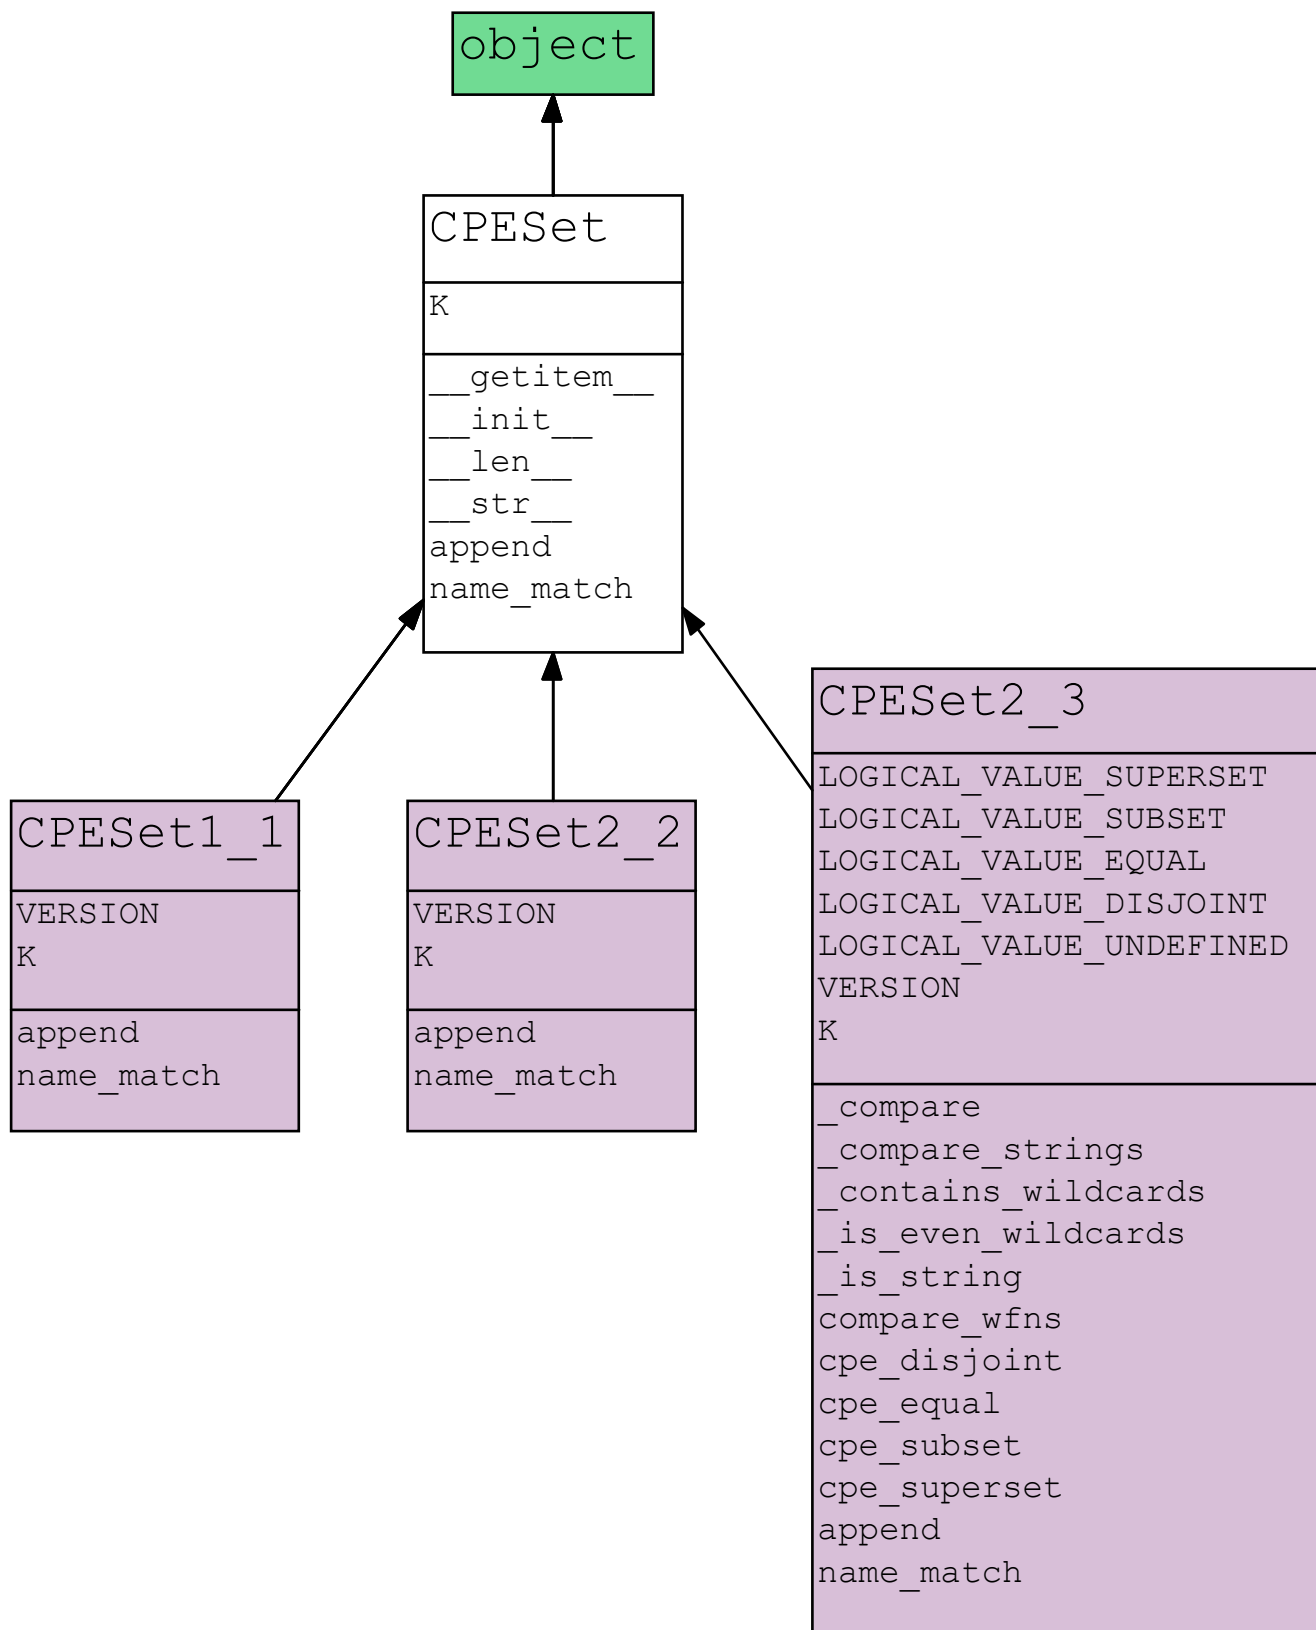 object
CPESet
K
__getitem__
__init__
__len__
__str__
append
name_match
CPESet1_1
VERSION
K
append
name_match
CPESet2_2
VERSION
K
append
name_match
CPESet2_3
LOGICAL_VALUE_SUPERSET
LOGICAL_VALUE_SUBSET
LOGICAL_VALUE_EQUAL
LOGICAL_VALUE_DISJOINT
LOGICAL_VALUE_UNDEFINED
VERSION
K
_compare
_compare_strings
_contains_wildcards
_is_even_wildcards
_is_string
compare_wfns
cpe_disjoint
cpe_equal
cpe_subset
cpe_superset
append
name_match